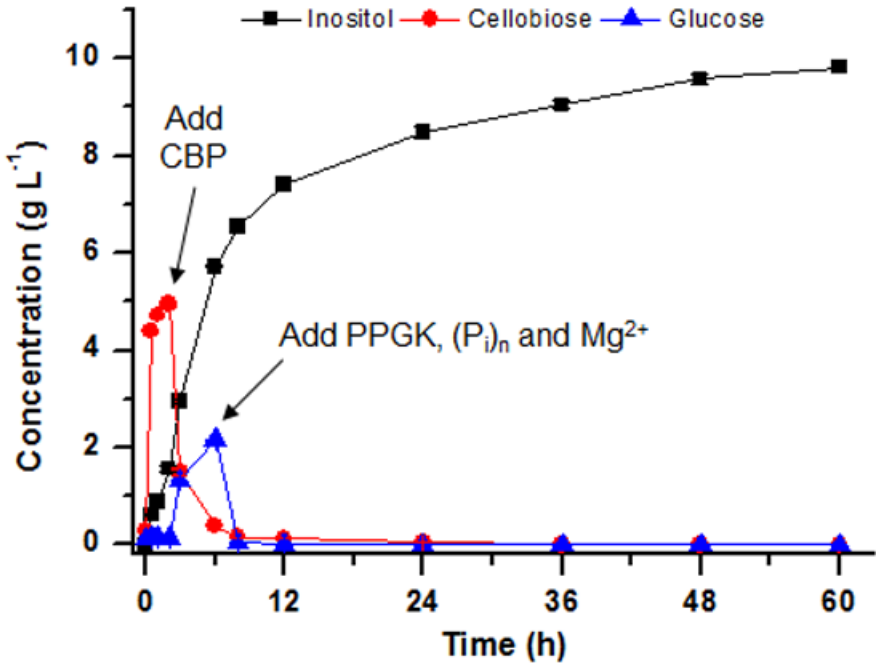 Inositol Cellobiose Glucose
10
8
6
4
2
0
Concentration (g L⁻¹)
Add
CBP
Add PPGK, (Pᵢ)ₙ and Mg²⁺
0 12 24 36 48 60
Time (h)